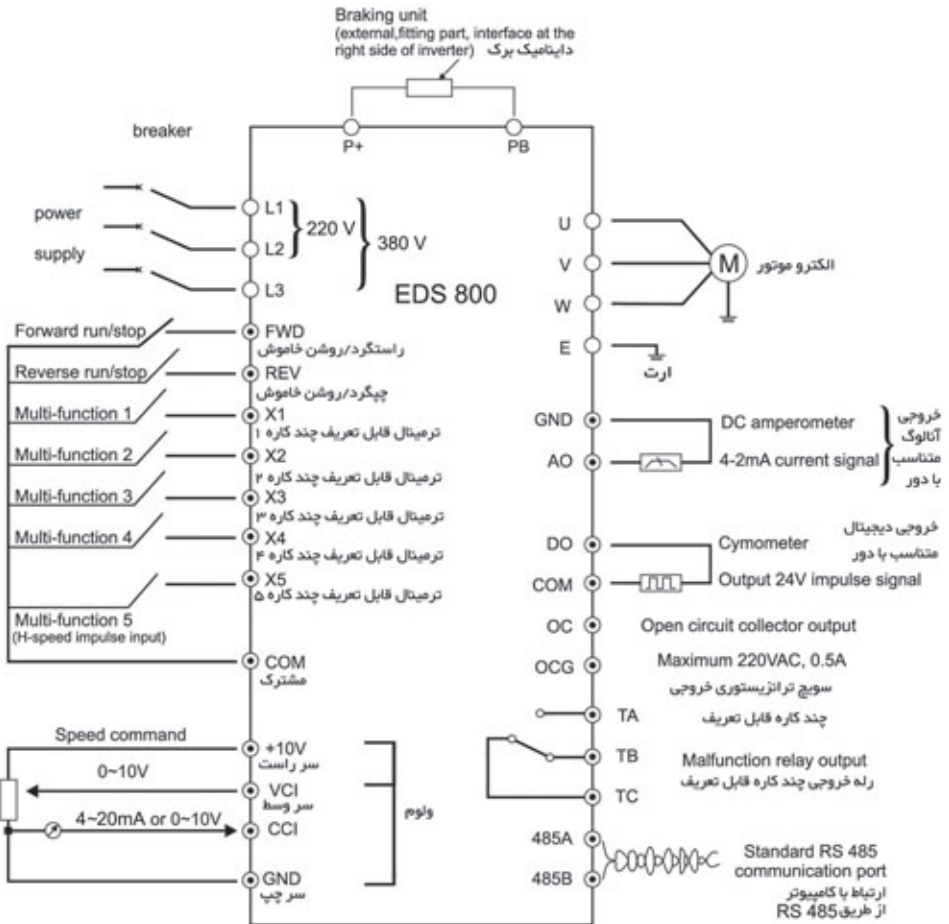 Braking unit
(external,fitting part, interface at the
right side of inverter) داینامیک برک
breaker
P+
PB
power
supply
L1
L2
L3
220 V
380 V
EDS 800
U
V
W
E
M
الکترو موتور
ارت
Forward run/stop
FWD
راستگرد/روشن خاموش
Reverse run/stop
REV
چپگرد/روشن خاموش
Multi-function 1
X1
ترمینال قابل تعریف چند کاره ۱
Multi-function 2
X2
ترمینال قابل تعریف چند کاره ۲
Multi-function 3
X3
ترمینال قابل تعریف چند کاره ۳
Multi-function 4
X4
ترمینال قابل تعریف چند کاره ۴
X5
ترمینال قابل تعریف چند کاره ۵
Multi-function 5
(H-speed impulse input)
COM
مشترک
Speed command
+10V
سر راست
0~10V
VCI
سر وسط
4~20mA or 0~10V
CCI
GND
سر چپ
ولوم
GND
DC amperometer
AO
4-2mA current signal
خروجی
آنالوگ
متناسب
با دور
DO
Cymometer
خروجی دیجیتال
متناسب با دور
COM
Output 24V impulse signal
OC
Open circuit collector output
OCG
Maximum 220VAC, 0.5A
سویچ ترانزیستوری خروجی
چند کاره قابل تعریف
TA
TB
Malfunction relay output
رله خروجی چند کاره قابل تعریف
TC
485A
485B
Standard RS 485
communication port
ارتباط با کامپیوتر
از طریق RS 485